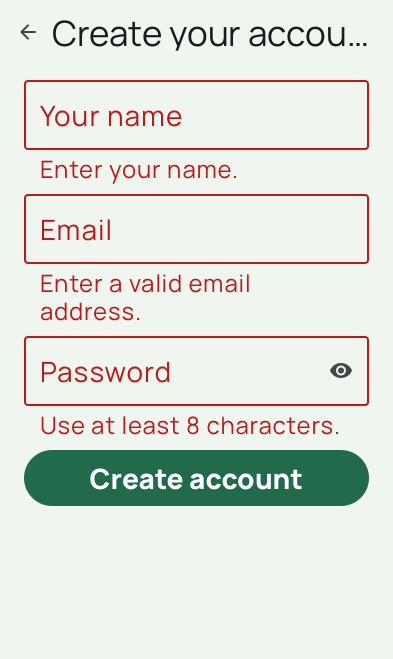 Create your accou...
Your name
Enter your name.
Email
Enter a valid email
address.
Password
Use at least 8 characters.
Create account